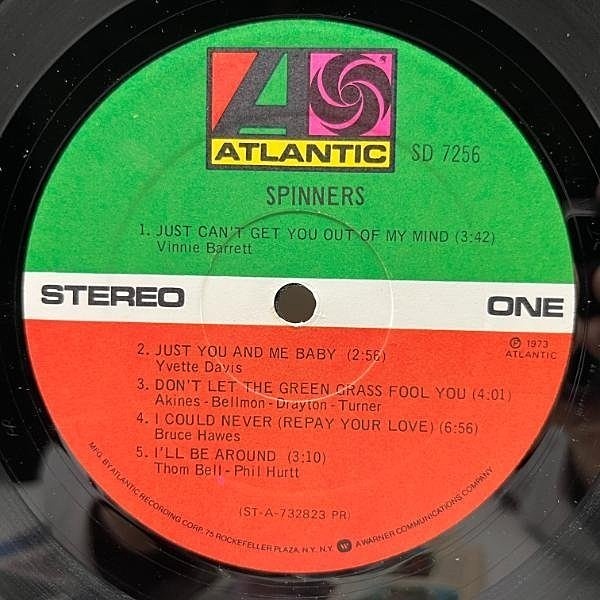 ATLANTIC
SD 7256
SPINNERS
1. JUST CAN'T GET YOU OUT OF MY MIND (3:42)
Vinnie Barrett
STEREO
ONE
℗ 1973
ATLANTIC
2. JUST YOU AND ME BABY (2:56)
Yvette Davis
3. DON'T LET THE GREEN GRASS FOOL YOU (4:01)
Akines - Bellmon - Drayton - Turner
4. I COULD NEVER (REPAY YOUR LOVE) (6:56)
Bruce Hawes
5. I'LL BE AROUND (3:10)
Thom Bell - Phil Hurtt
(ST-A-732823 PR)
MFG. BY ATLANTIC RECORDING CORP., 75 ROCKEFELLER PLAZA, N.Y. N.Y. W A WARNER COMMUNICATIONS COMPANY